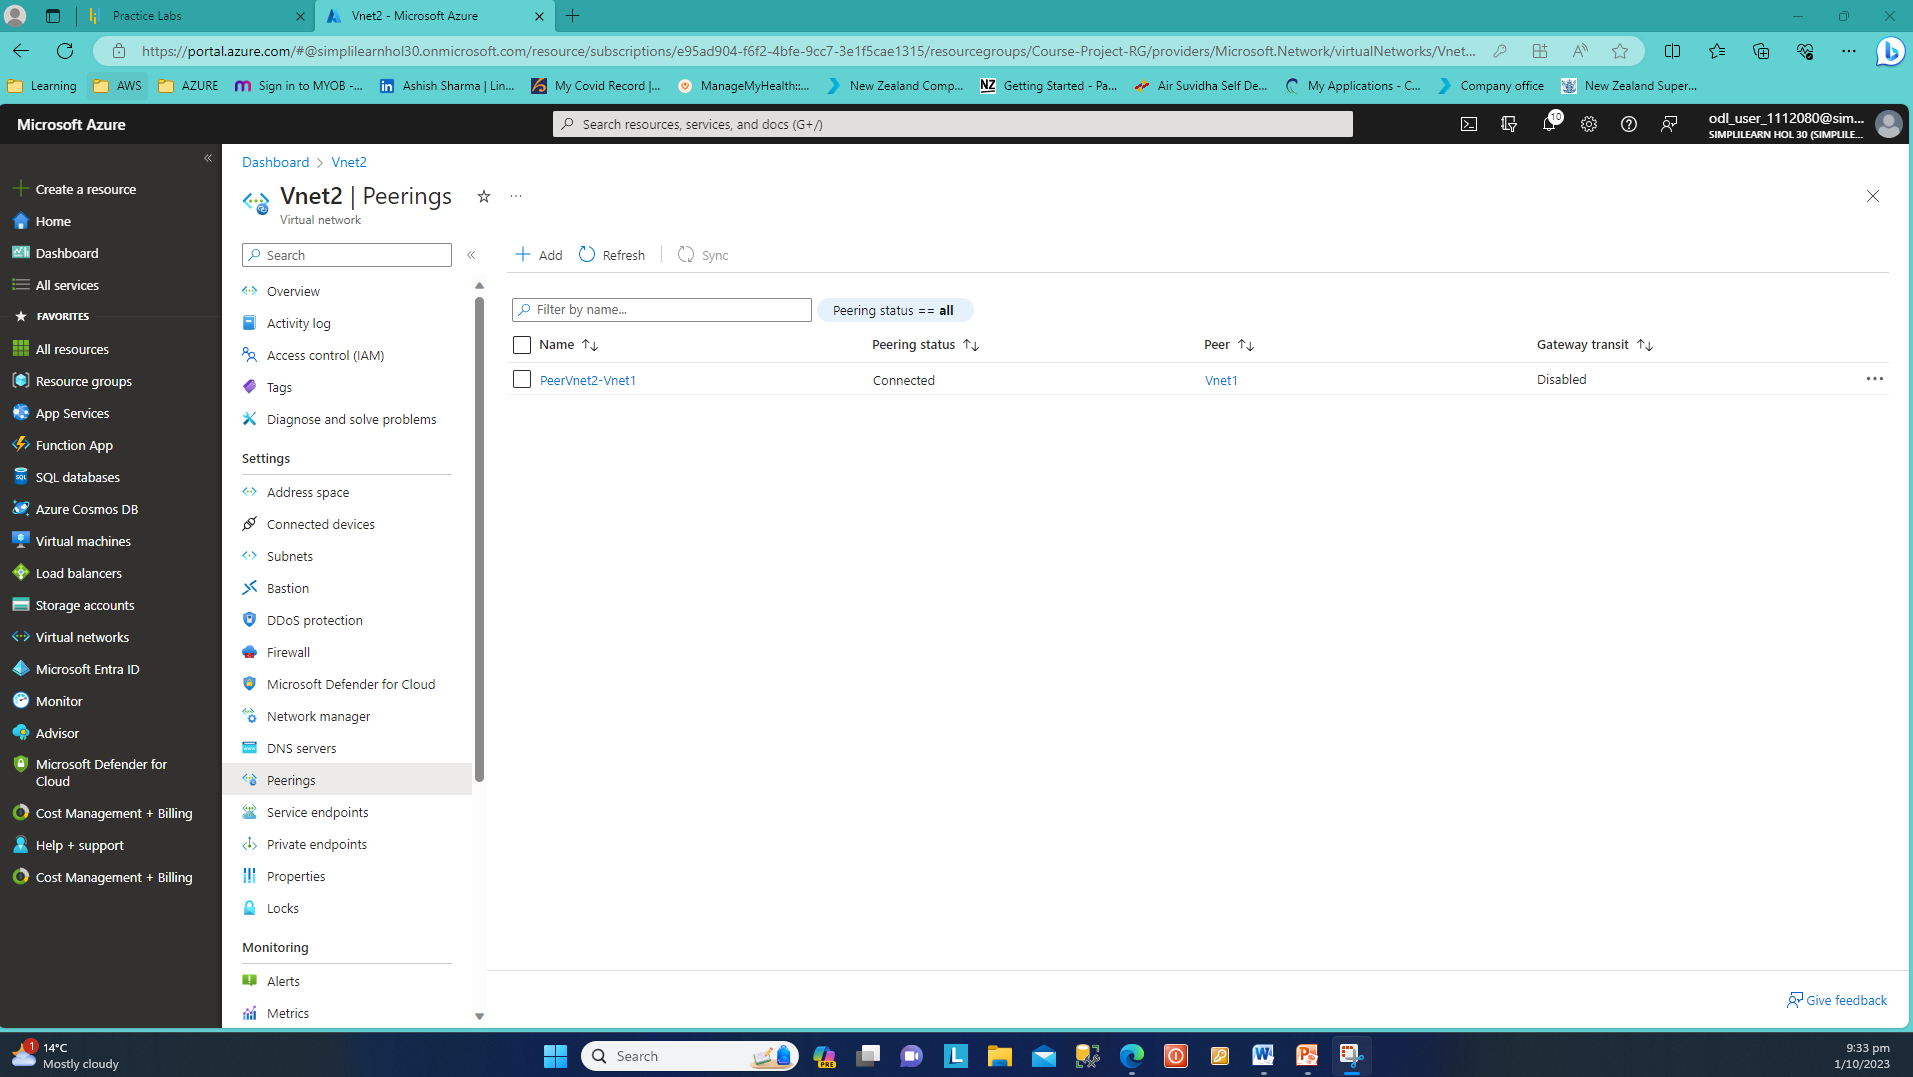 Practice Labs
Vnet2 - Microsoft Azure
https://portal.azure.com/#@simplilearnhol30.onmicrosoft.com/resource/subscriptions/e95ad904-f6f2-4bfe-9cc7-3e1f5cae1315/resourcegroups/Course-Project-RG/providers/Microsoft.Network/virtualNetworks/Vnet...
Learning
AWS
AZURE
Sign in to MYOB -...
Ashish Sharma | Lin...
My Covid Record |...
ManageMyHealth::...
New Zealand Comp...
NZ
Getting Started - Pa...
Air Suvidha Self De...
My Applications - C...
Company office
New Zealand Super...
Microsoft Azure
Search resources, services, and docs (G+/)
10
odl_user_1112080@sim...
SIMPLILEARN HOL 30 (SIMPLILE...
Create a resource
Home
Dashboard
All services
FAVORITES
All resources
Resource groups
App Services
Function App
SQL databases
Azure Cosmos DB
Virtual machines
Load balancers
Storage accounts
Virtual networks
Microsoft Entra ID
Monitor
Advisor
Microsoft Defender for
Cloud
Cost Management + Billing
Help + support
Cost Management + Billing
Dashboard > Vnet2
Vnet2 | Peerings
Virtual network
Search
Overview
Activity log
Access control (IAM)
Tags
Diagnose and solve problems
Settings
Address space
Connected devices
Subnets
Bastion
DDoS protection
Firewall
Microsoft Defender for Cloud
Network manager
DNS servers
Peerings
Service endpoints
Private endpoints
Properties
Locks
Monitoring
Alerts
Metrics
Add
Refresh
Sync
Filter by name...
Peering status == all
Name
Peering status
Peer
Gateway transit
PeerVnet2-Vnet1
Connected
Vnet1
Disabled
Give feedback
1
14°C
Mostly cloudy
Search
PRE
9:33 pm
1/10/2023